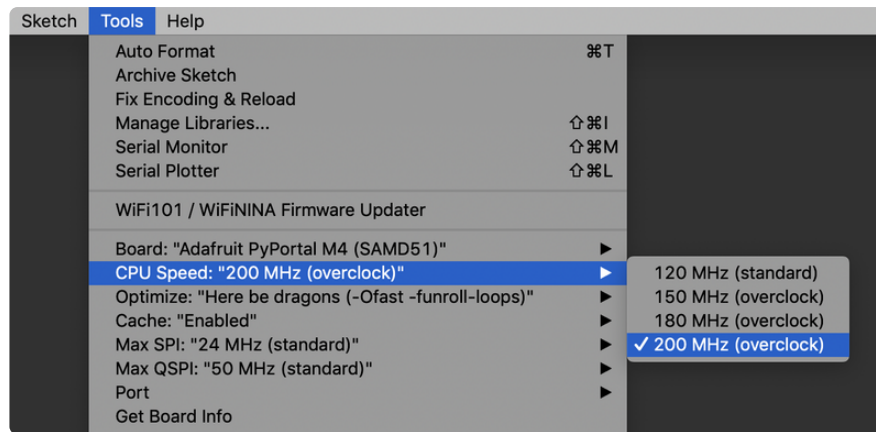 Sketch Tools Help
Auto Format ⌘T
Archive Sketch
Fix Encoding & Reload
Manage Libraries... ⇧⌘I
Serial Monitor ⇧⌘M
Serial Plotter ⇧⌘L
WiFi101 / WiFiNINA Firmware Updater
Board: "Adafruit PyPortal M4 (SAMD51)"
CPU Speed: "200 MHz (overclock)"
Optimize: "Here be dragons (-Ofast -funroll-loops)"
Cache: "Enabled"
Max SPI: "24 MHz (standard)"
Max QSPI: "50 MHz (standard)"
Port
Get Board Info
120 MHz (standard)
150 MHz (overclock)
180 MHz (overclock)
✓ 200 MHz (overclock)